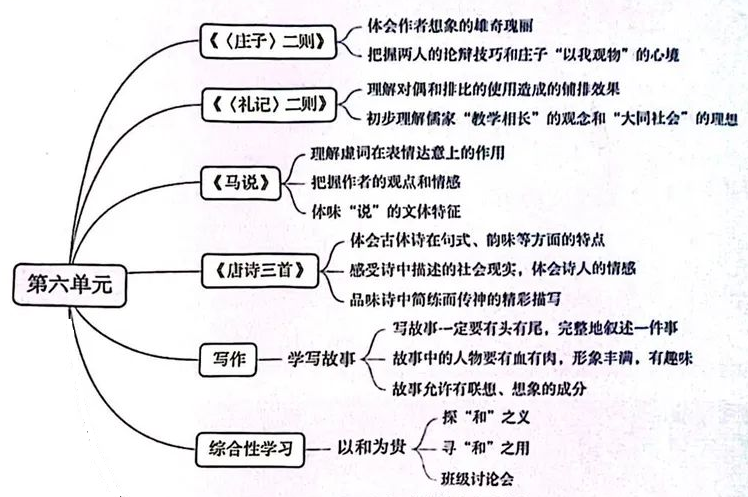 第六单元
《〈庄子〉二则》
体会作者想象的雄奇瑰丽
把握两人的论辩技巧和庄子“以我观物”的心境
《〈礼记〉二则》
理解对偶和排比的使用造成的铺排效果
初步理解儒家“教学相长”的观念和“大同社会”的理想
《马说》
理解虚词在表情达意上的作用
把握作者的观点和情感
体味“说”的文体特征
《唐诗三首》
体会古体诗在句式、韵味等方面的特点
感受诗中描述的社会现实，体会诗人的情感
品味诗中简练而传神的精彩描写
写作
学写故事
写故事一定要有头有尾，完整地叙述一件事
故事中的人物要有血有肉，形象丰满，有趣味
故事允许有联想、想象的成分
综合性学习
以和为贵
探“和”之义
寻“和”之用
班级讨论会